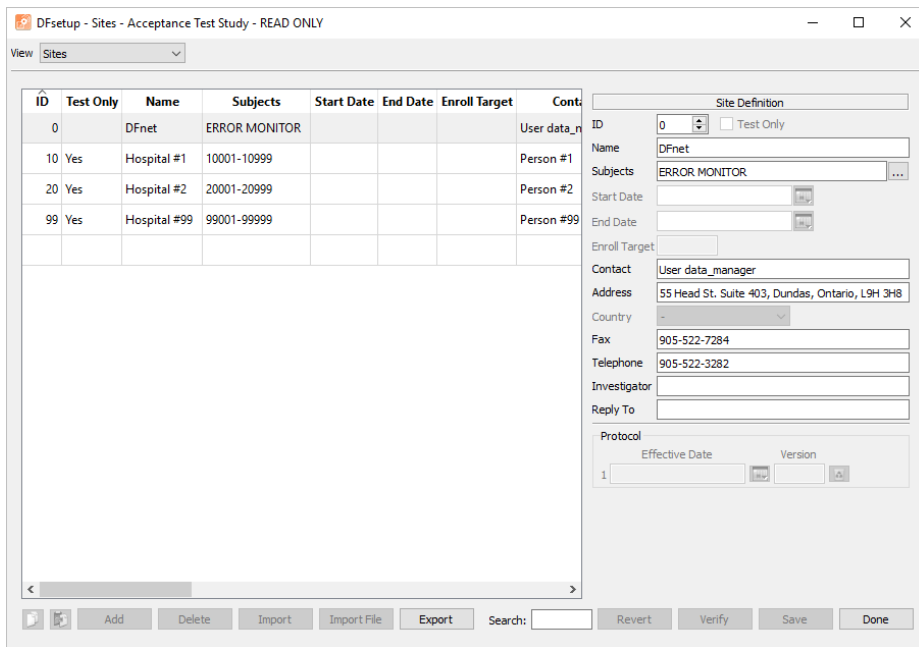 DFsetup - Sites - Acceptance Test Study - READ ONLY
View Sites
ID Test Only Name Subjects Start Date End Date Enroll Target Conta
0 DFnet ERROR MONITOR User data_n
10 Yes Hospital #1 10001-10999 Person #1
20 Yes Hospital #2 20001-20999 Person #2
99 Yes Hospital #99 99001-99999 Person #99
Site Definition
ID 0 Test Only
Name DFnet
Subjects ERROR MONITOR ...
Start Date
End Date
Enroll Target
Contact User data_manager
Address 55 Head St. Suite 403, Dundas, Ontario, L9H 3H8
Country -
Fax 905-522-7284
Telephone 905-522-3282
Investigator
Reply To
Protocol
Effective Date Version
1
Add Delete Import Import File Export Search: Revert Verify Save Done